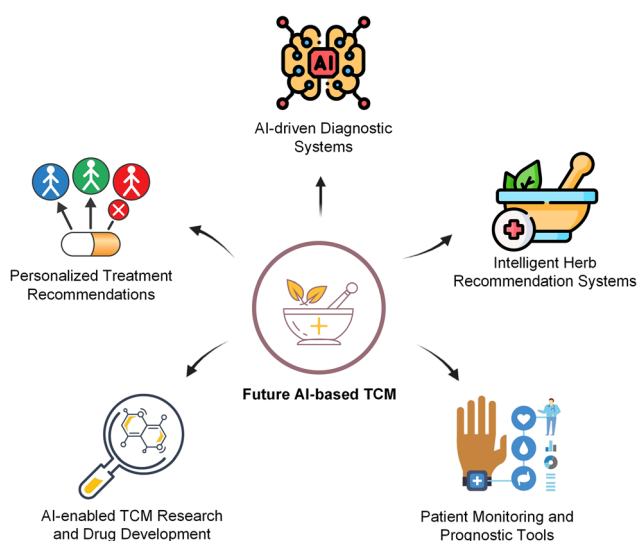 AI
AI-driven Diagnostic
Systems
Personalized Treatment
Recommendations
Intelligent Herb
Recommendation Systems
Future AI-based TCM
AI-enabled TCM Research
and Drug Development
Patient Monitoring and
Prognostic Tools